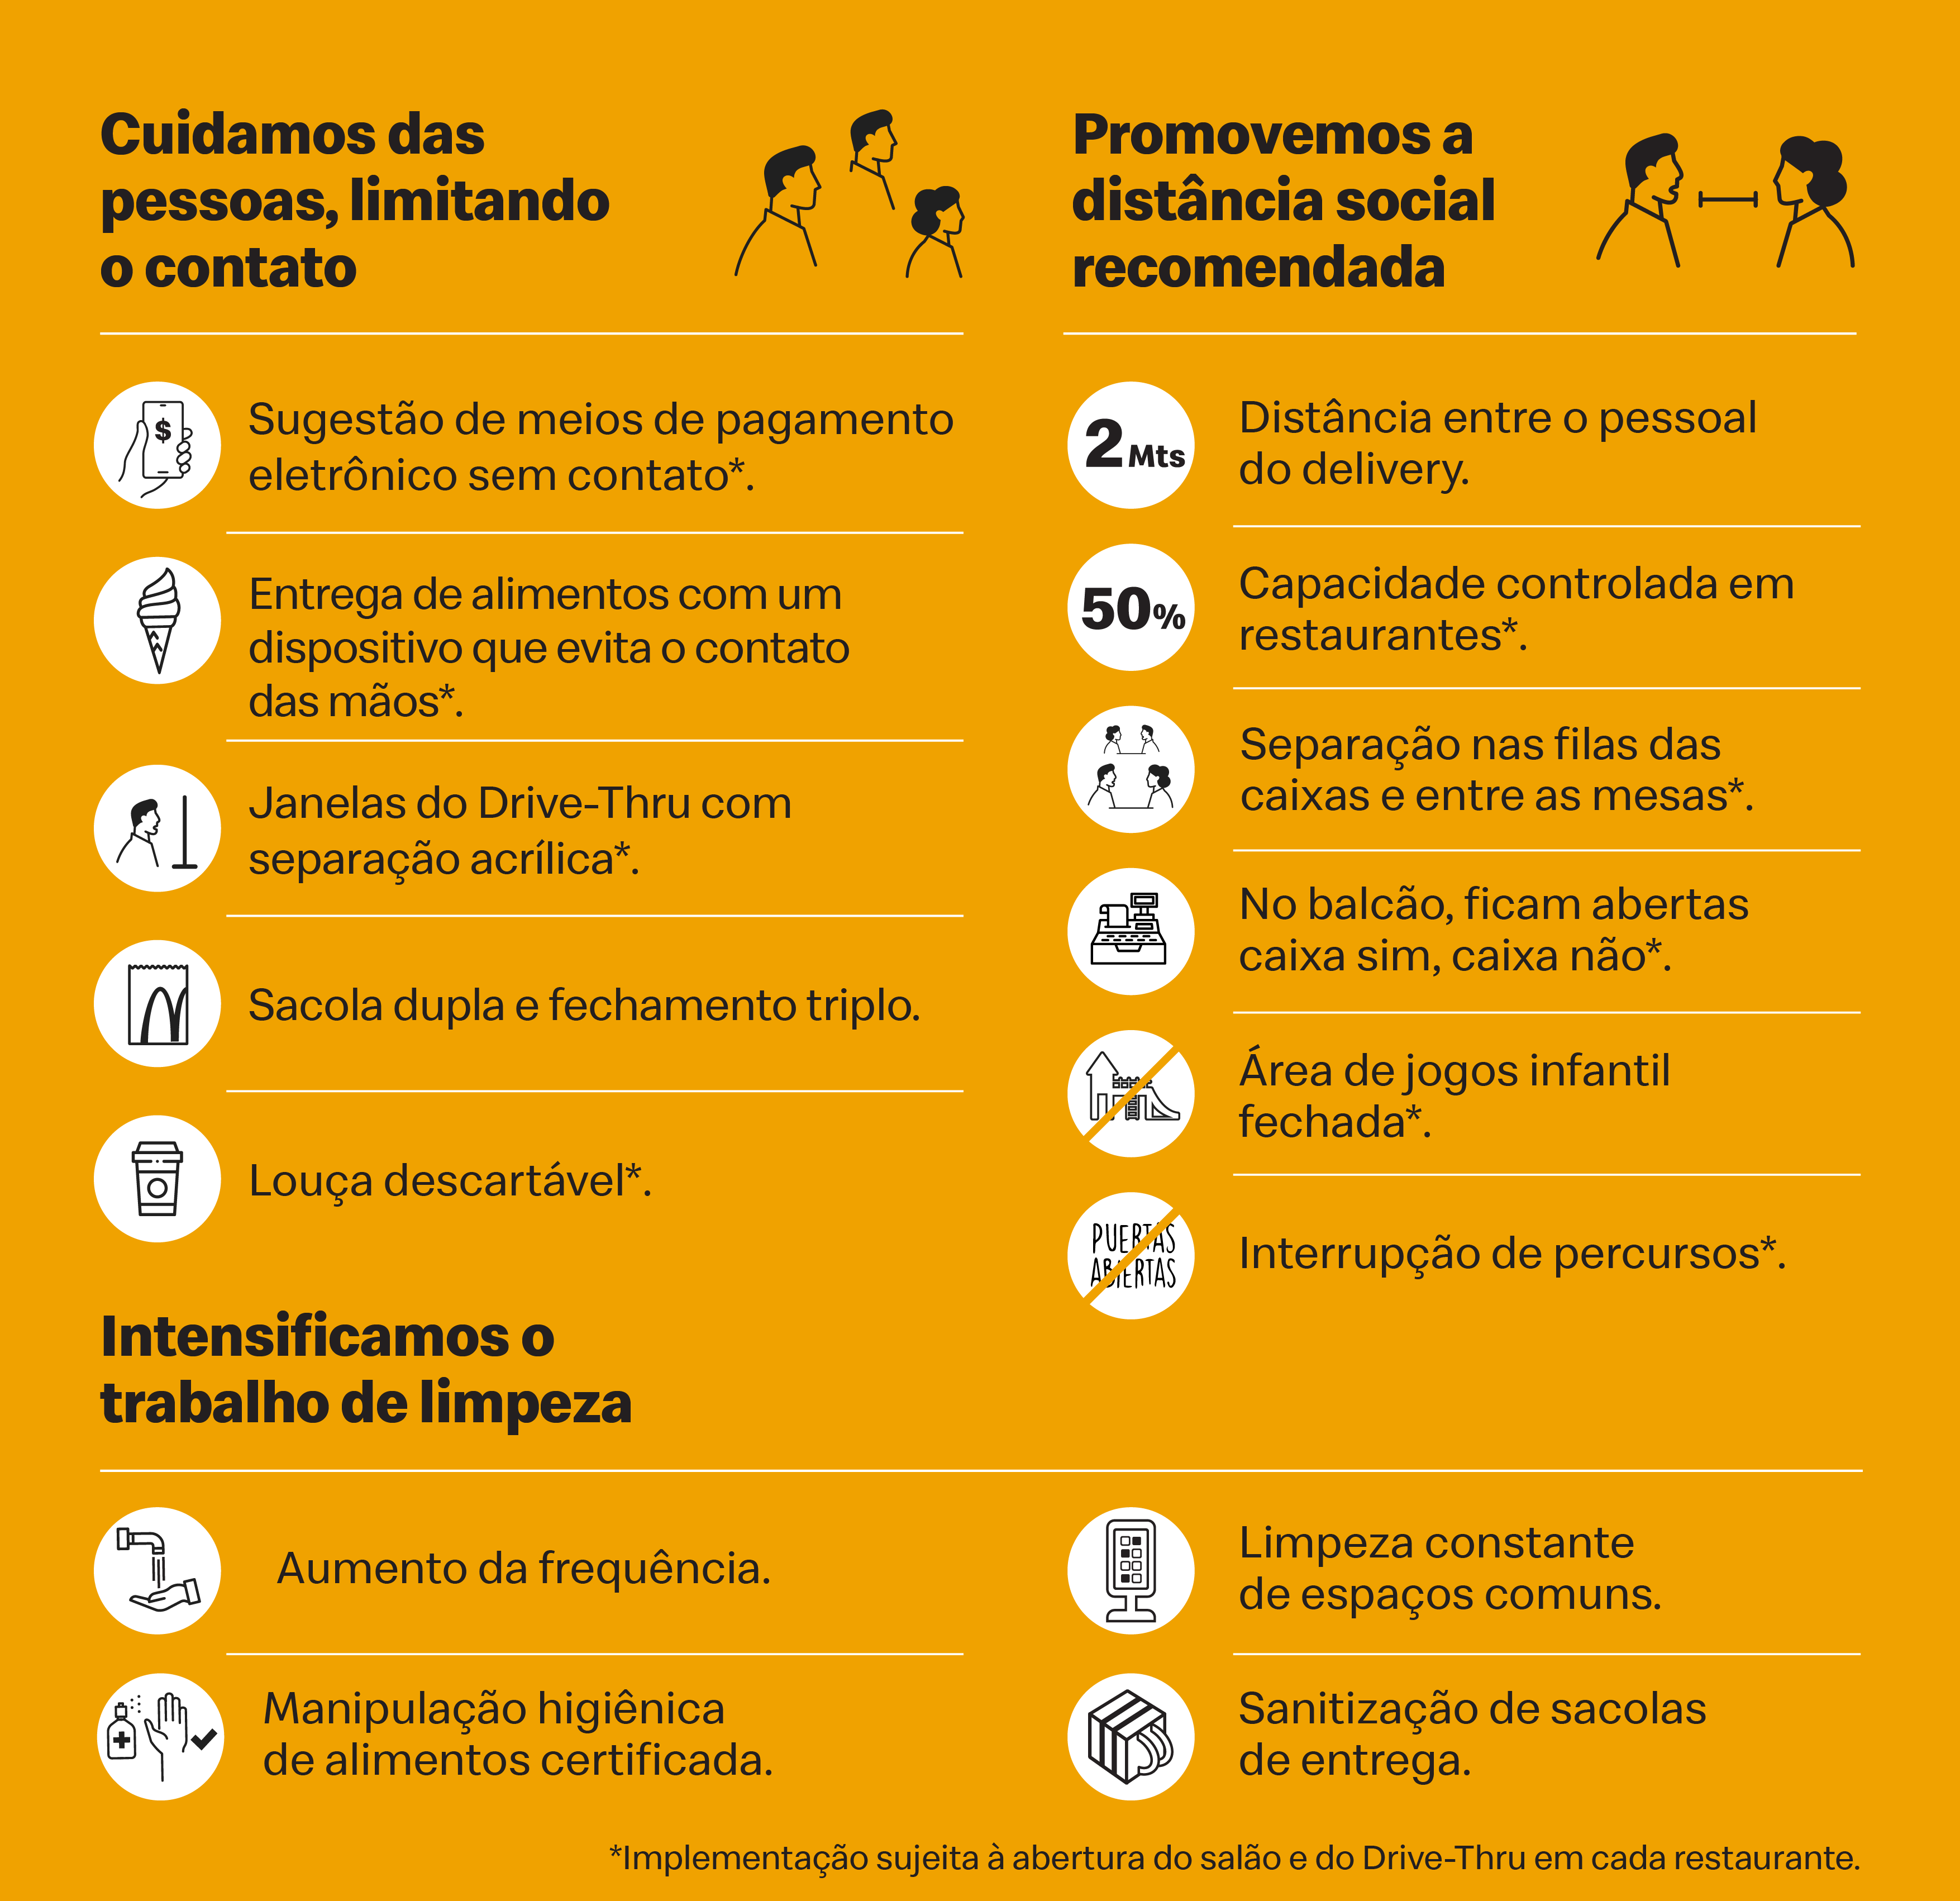 Cuidamos das
pessoas, limitando
o contato
$
Sugestão de meios de pagamento
eletrônico sem contato*.
Entrega de alimentos com um
dispositivo que evita o contato
das mãos*.
Janelas do Drive-Thru com
separação acrílica*.
Sacola dupla e fechamento triplo.
Louça descartável*.
Promovemos a
distância social
recomendada
2 Mts
Distância entre o pessoal
do delivery.
50%
Capacidade controlada em
restaurantes*.
Separação nas filas das
caixas e entre as mesas*.
No balcão, ficam abertas
caixa sim, caixa não*.
Área de jogos infantil
fechada*.
PUERTAS
ABIERTAS
Interrupção de percursos*.
Intensificamos o
trabalho de limpeza
Aumento da frequência.
Manipulação higiênica
de alimentos certificada.
Limpeza constante
de espaços comuns.
Sanitização de sacolas
de entrega.
*Implementação sujeita à abertura do salão e do Drive-Thru em cada restaurante.